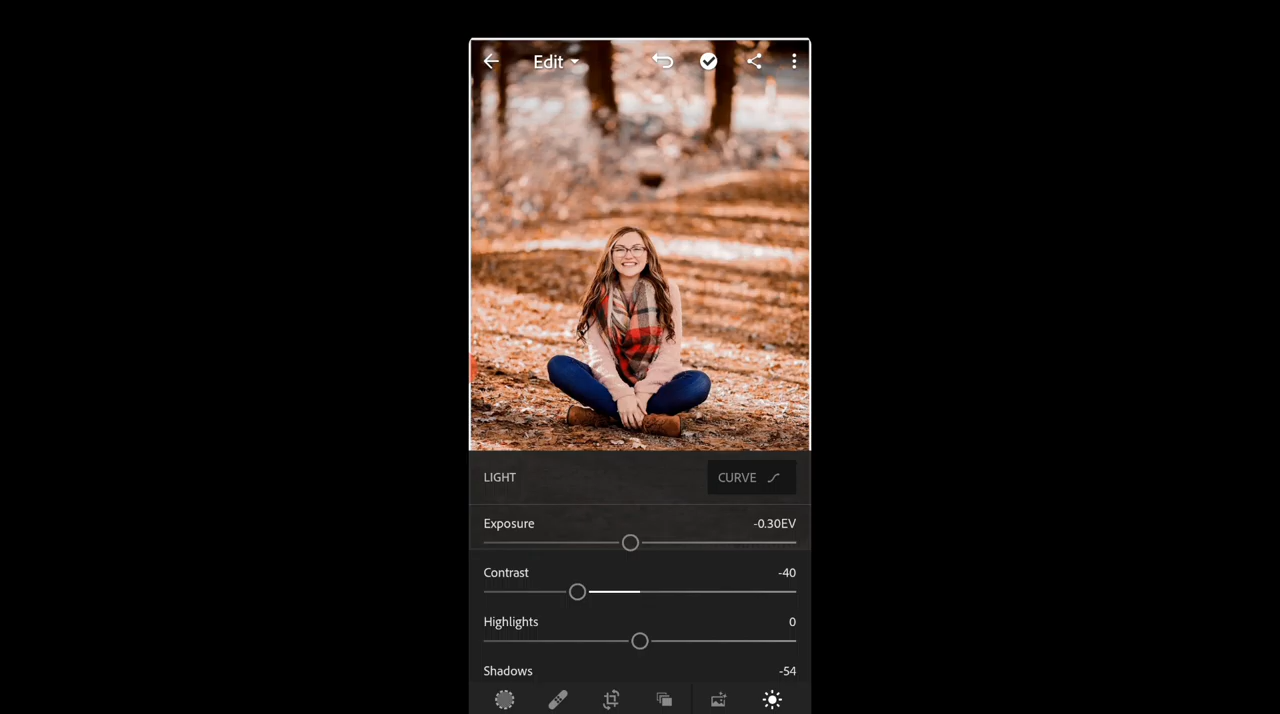 Edit
LIGHT
CURVE
Exposure
-0.30EV
Contrast
-40
Highlights
0
Shadows
-54